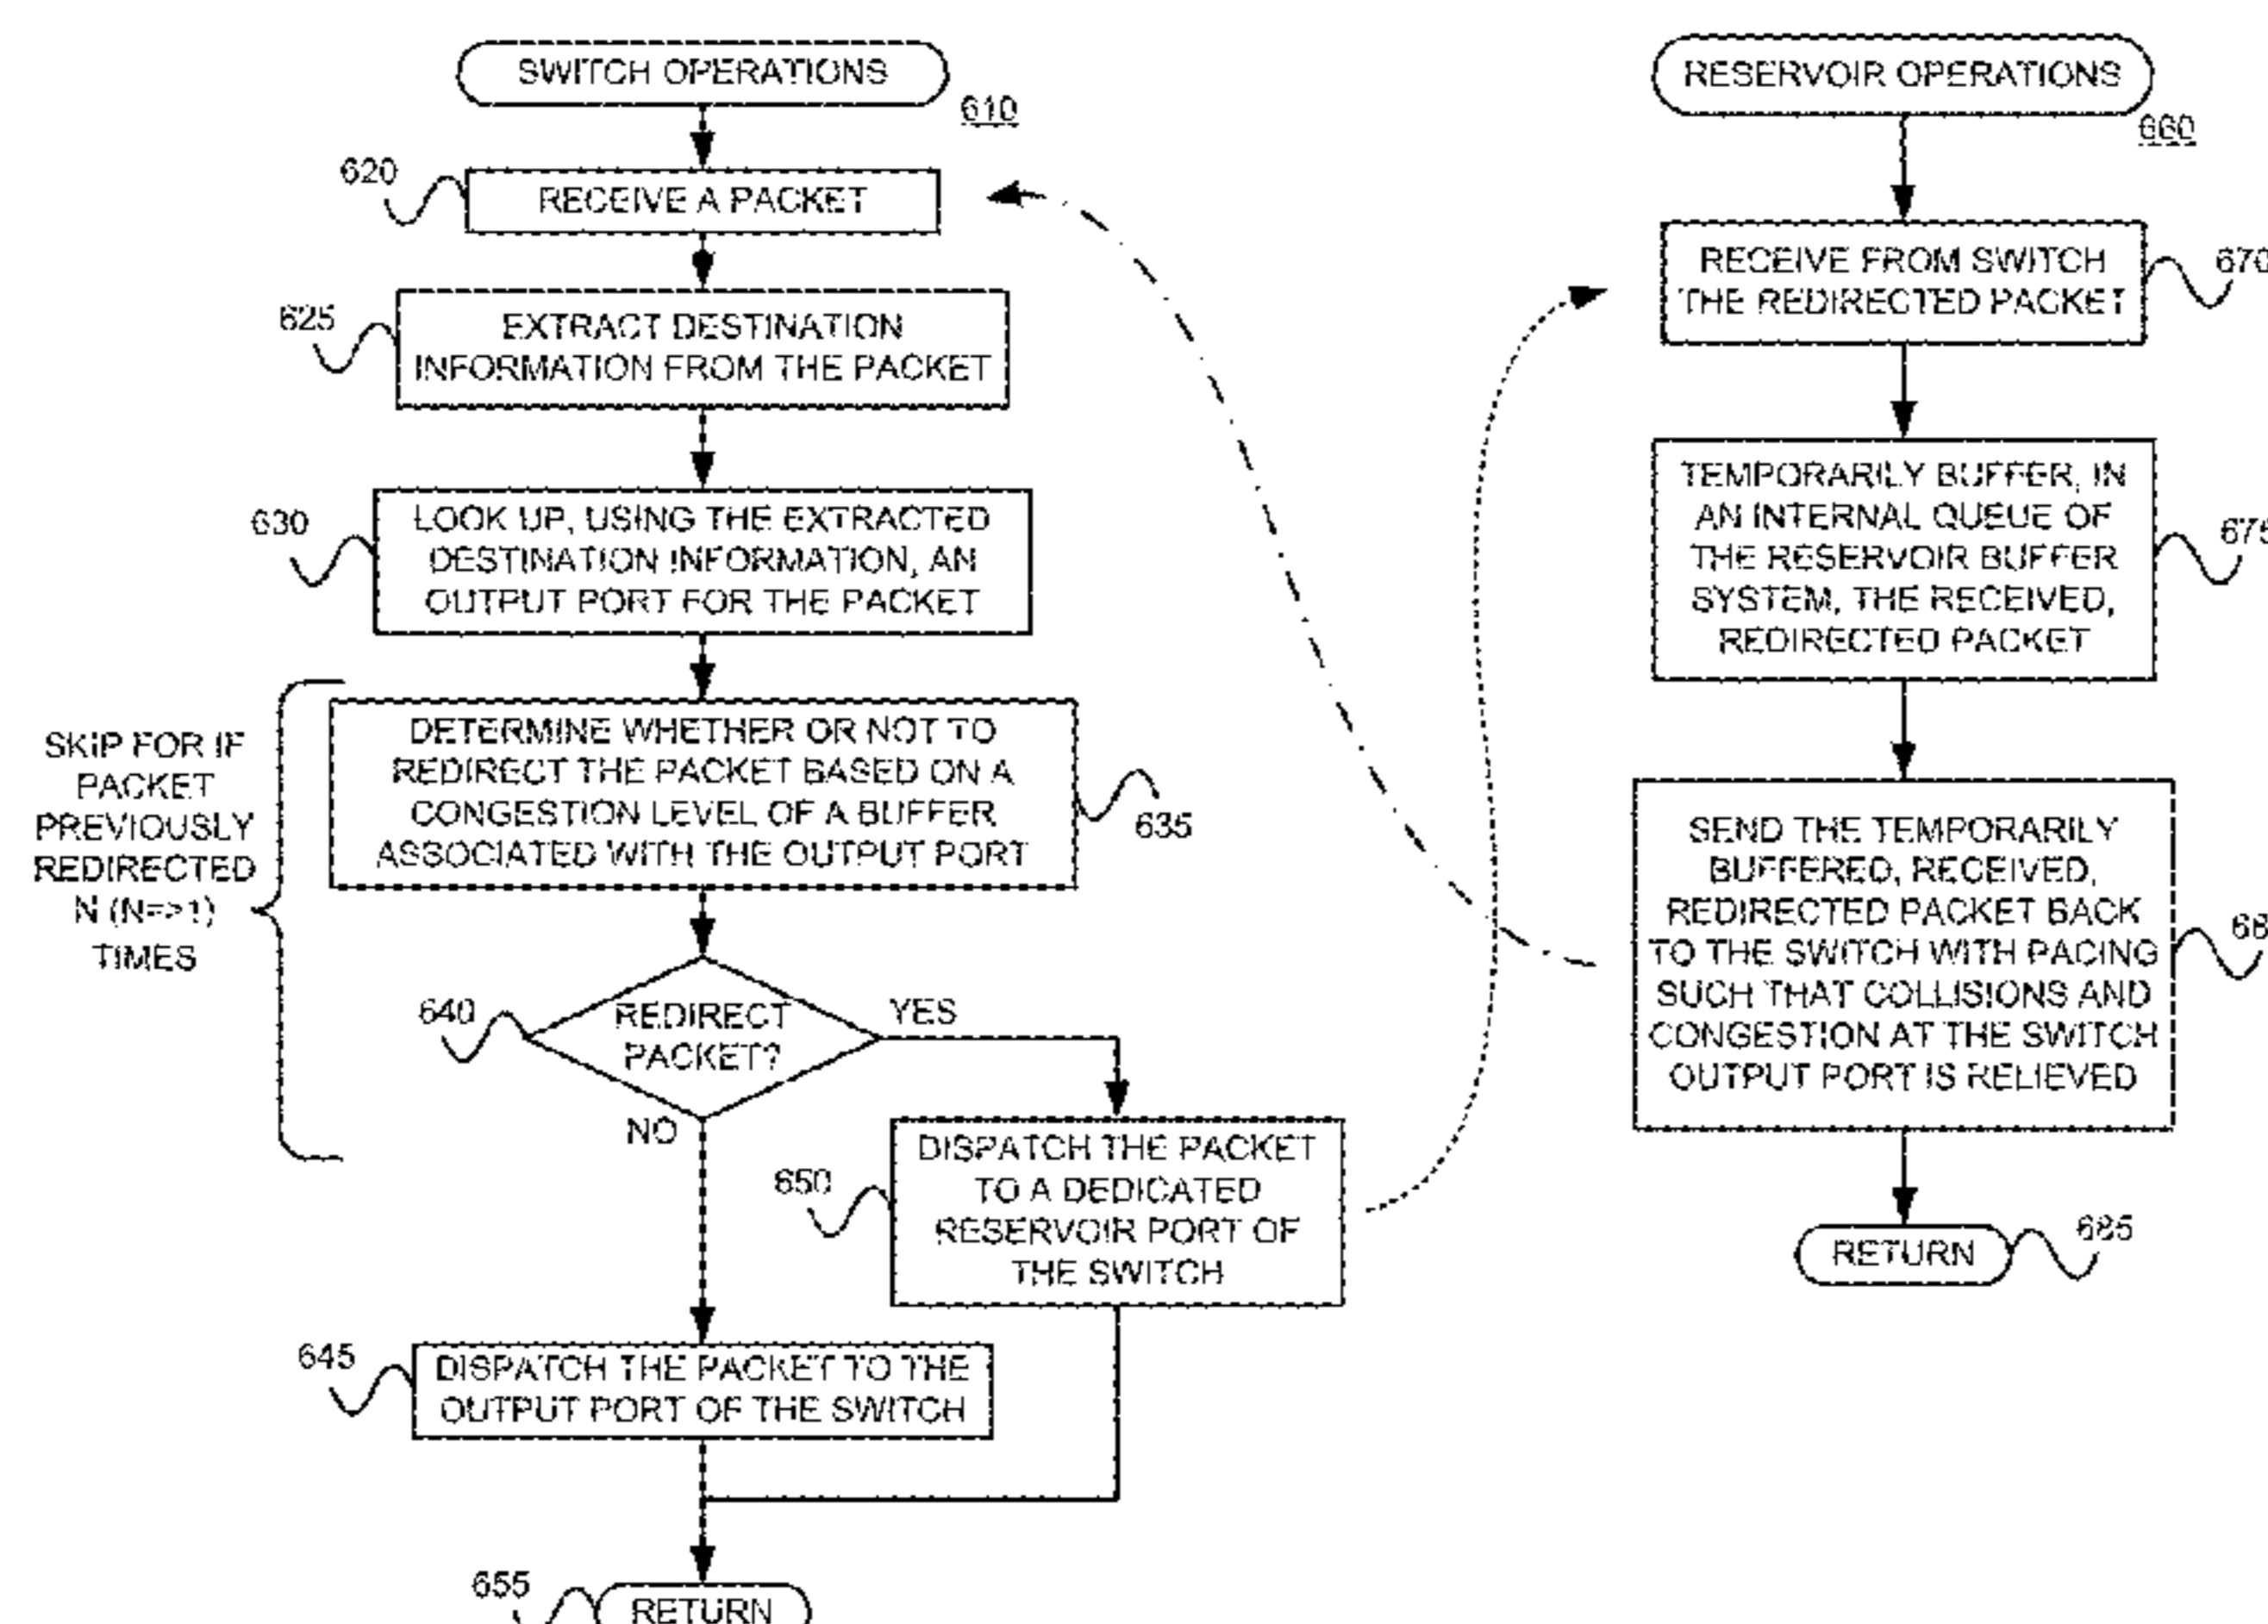 SWITCH OPERATIONS
610
620
RECEIVE A PACKET
625
EXTRACT DESTINATION
INFORMATION FROM THE PACKET
630
LOOK UP, USING THE EXTRACTED
DESTINATION INFORMATION, AN
OUTPUT PORT FOR THE PACKET
SKIP FOR IF
PACKET
PREVIOUSLY
REDIRECTED
N (N=>1)
TIMES
DETERMINE WHETHER OR NOT TO
REDIRECT THE PACKET BASED ON A
CONGESTION LEVEL OF A BUFFER
ASSOCIATED WITH THE OUTPUT PORT
635
640
REDIRECT
PACKET?
YES
NO
650
DISPATCH THE PACKET
TO A DEDICATED
RESERVOIR PORT OF
THE SWITCH
645
DISPATCH THE PACKET TO THE
OUTPUT PORT OF THE SWITCH
655
RETURN
RESERVOIR OPERATIONS
660
RECEIVE FROM SWITCH
THE REDIRECTED PACKET
670
TEMPORARILY BUFFER, IN
AN INTERNAL QUEUE OF
THE RESERVOIR BUFFER
SYSTEM, THE RECEIVED,
REDIRECTED PACKET
675
SEND THE TEMPORARILY
BUFFERED, RECEIVED,
REDIRECTED PACKET BACK
TO THE SWITCH WITH PACING
SUCH THAT COLLISIONS AND
CONGESTION AT THE SWITCH
OUTPUT PORT IS RELIEVED
RETURN
685